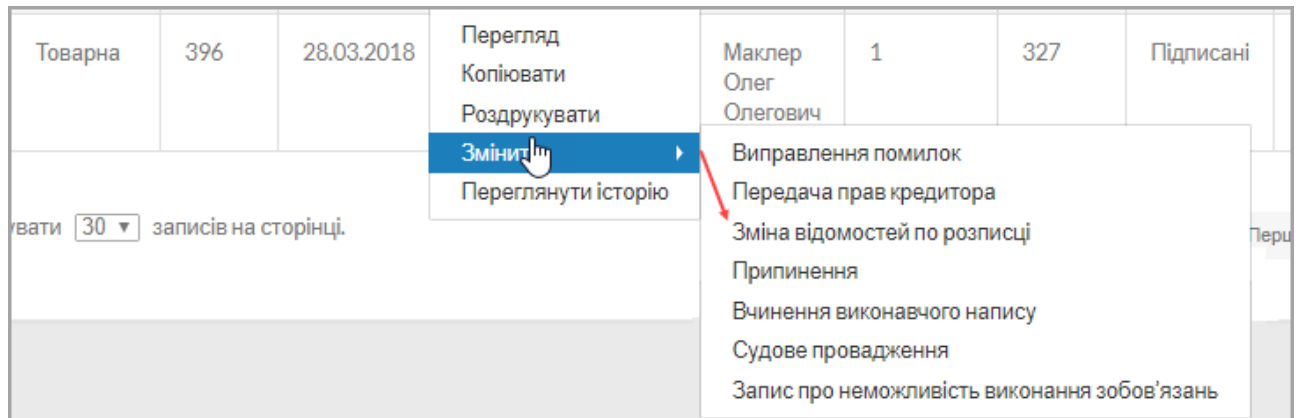 Товарна 396 28.03.2018 Маклер Олег Олегович 1 327 Підписані
Перегляд
Копіювати
Роздрукувати
Змінит
Переглянути історію
Виправлення помилок
Передача прав кредитора
Зміна відомостей по розписці
Припинення
Вчинення виконавчого напису
Судове провадження
Запис про неможливість виконання зобов'язань
увати 30 записів на сторінці.
Перш